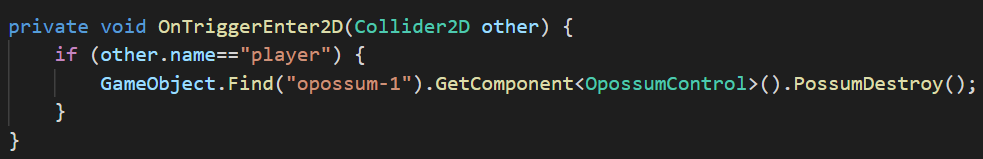 private void OnTriggerEnter2D(Collider2D other) {
    if (other.name=="player") {
        GameObject.Find("opossum-1").GetComponent<OpossumControl>().PossumDestroy();
    }
}